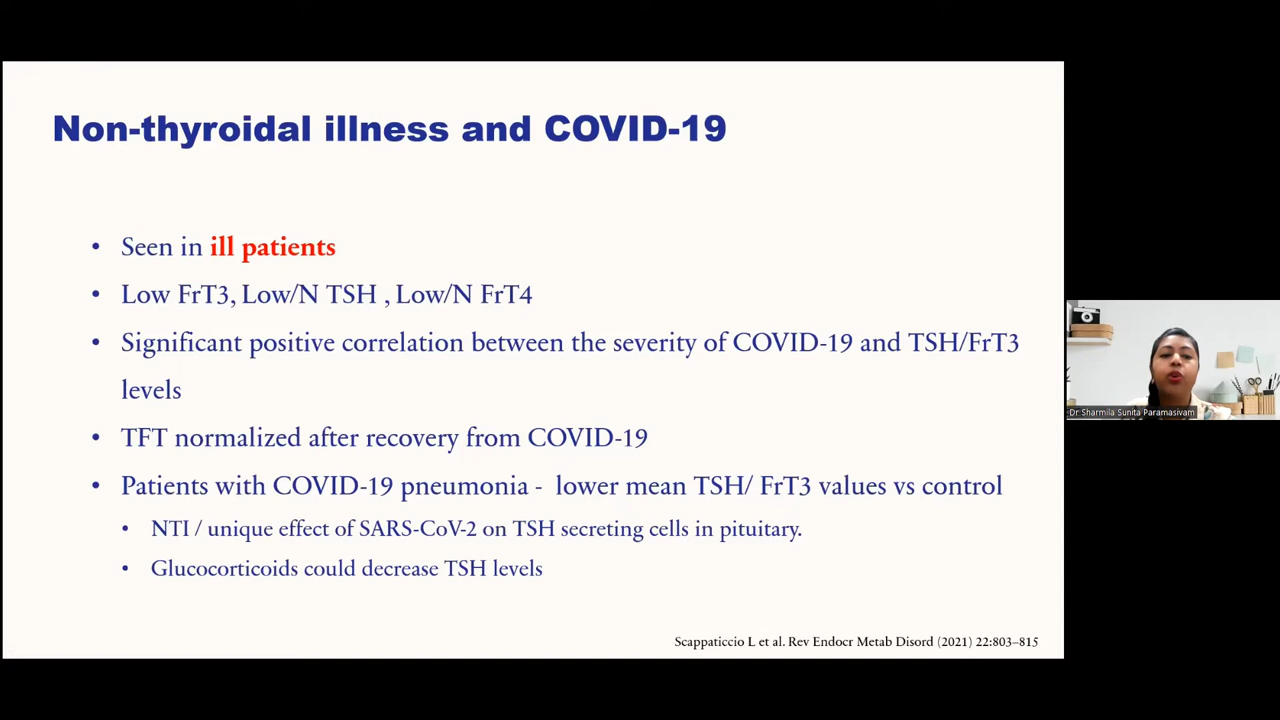 Non-thyroidal illness and COVID-19
• Seen in ill patients
• Low FrT3, Low/N TSH , Low/N FrT4
• Significant positive correlation between the severity of COVID-19 and TSH/FrT3
levels
• TFT normalized after recovery from COVID-19
• Patients with COVID-19 pneumonia - lower mean TSH/ FrT3 values vs control
• NTI / unique effect of SARS-CoV-2 on TSH secreting cells in pituitary.
• Glucocorticoids could decrease TSH levels
Scappaticcio L et al. Rev Endocr Metab Disord (2021) 22:803–815
Dr Sharmila Sunita Paramasivam